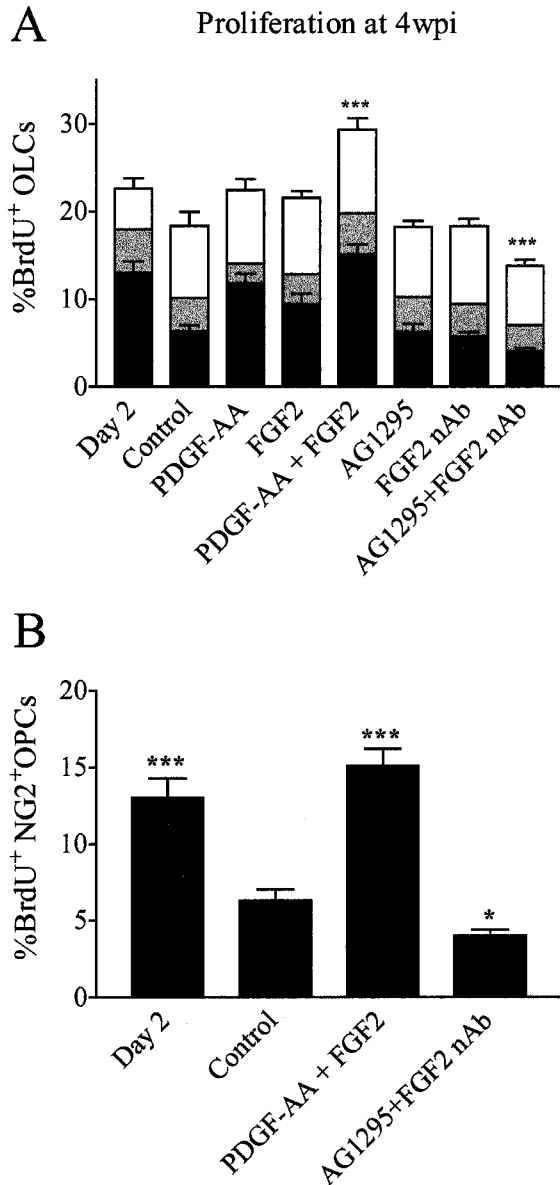 A
Proliferation at 4wpi
%BrdU+ OLCs
30
20
10
0
***
***
Day 2
Control
PDGF-AA
FGF2
PDGF-AA + FGF2
AG1295
FGF2 nAb
AG1295+FGF2 nAb
B
%BrdU+ NG2+OPCs
20
15
10
5
0
***
***
*
Day 2
Control
PDGF-AA + FGF2
AG1295+FGF2 nAb